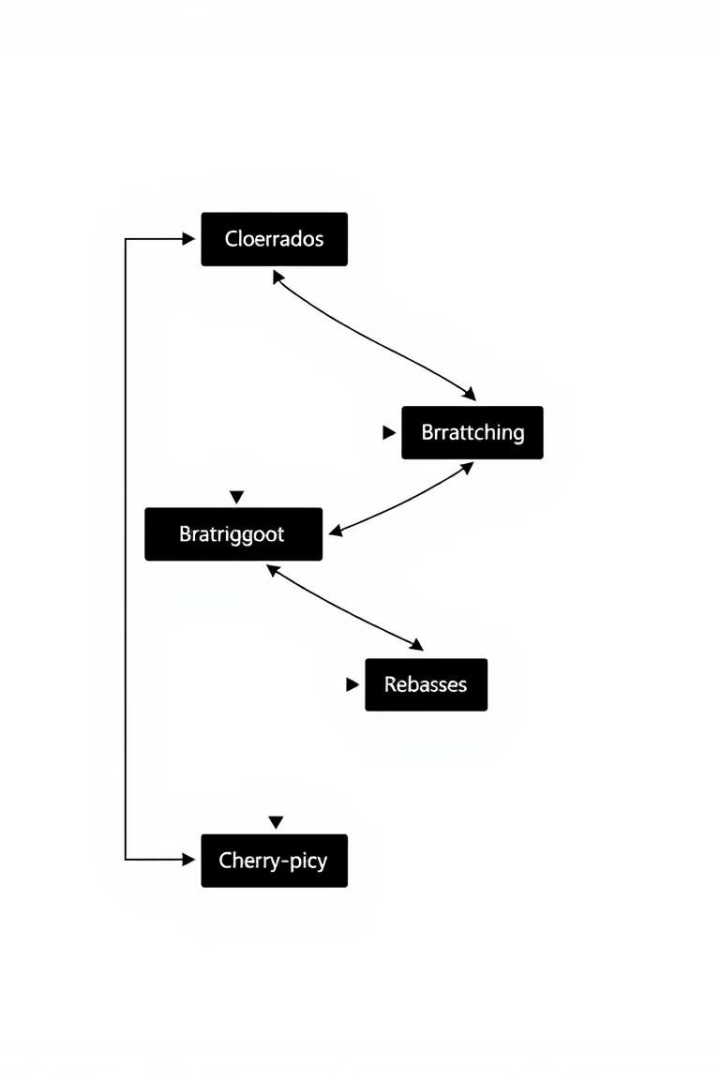 Cloerrados
Brrattching
Bratriggoot
Rebasses
Cherry-picy